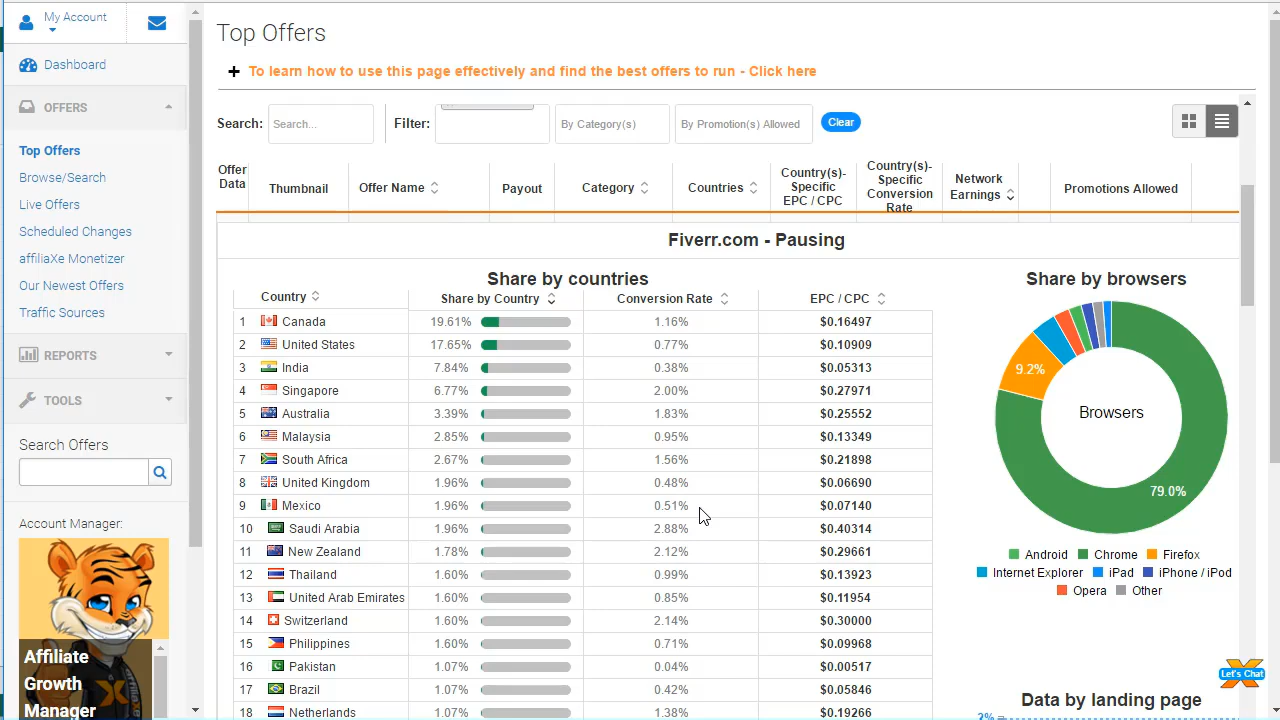 My Account
Dashboard
OFFERS
Top Offers
Browse/Search
Live Offers
Scheduled Changes
affiliaXe Monetizer
Our Newest Offers
Traffic Sources
REPORTS
TOOLS
Search Offers
Account Manager:
Affiliate
Growth
Manager
Top Offers
+ To learn how to use this page effectively and find the best offers to run - Click here
Search: Search... Filter: By Category(s) By Promotion(s) Allowed Clear
Offer Data Thumbnail Offer Name Payout Category Countries Country(s)-Specific EPC / CPC Country(s)-Specific Conversion Rate Network Earnings Promotions Allowed
Fiverr.com - Pausing
Share by countries
Country Share by Country Conversion Rate EPC / CPC
1 Canada 19.61% 1.16% $0.16497
2 United States 17.65% 0.77% $0.10909
3 India 7.84% 0.38% $0.05313
4 Singapore 6.77% 2.00% $0.27971
5 Australia 3.39% 1.83% $0.25552
6 Malaysia 2.85% 0.95% $0.13349
7 South Africa 2.67% 1.56% $0.21898
8 United Kingdom 1.96% 0.48% $0.06690
9 Mexico 1.96% 0.51% $0.07140
10 Saudi Arabia 1.96% 2.88% $0.40314
11 New Zealand 1.78% 2.12% $0.29661
12 Thailand 1.60% 0.99% $0.13923
13 United Arab Emirates 1.60% 0.85% $0.11954
14 Switzerland 1.60% 2.14% $0.30000
15 Philippines 1.60% 0.71% $0.09968
16 Pakistan 1.07% 0.04% $0.00517
17 Brazil 1.07% 0.42% $0.05846
18 Netherlands 1.07% 1.38% $0.19266
Share by browsers
9.2%
Browsers
79.0%
Android Chrome Firefox
Internet Explorer iPad iPhone / iPod
Opera Other
Let's Chat
Data by landing page
2%